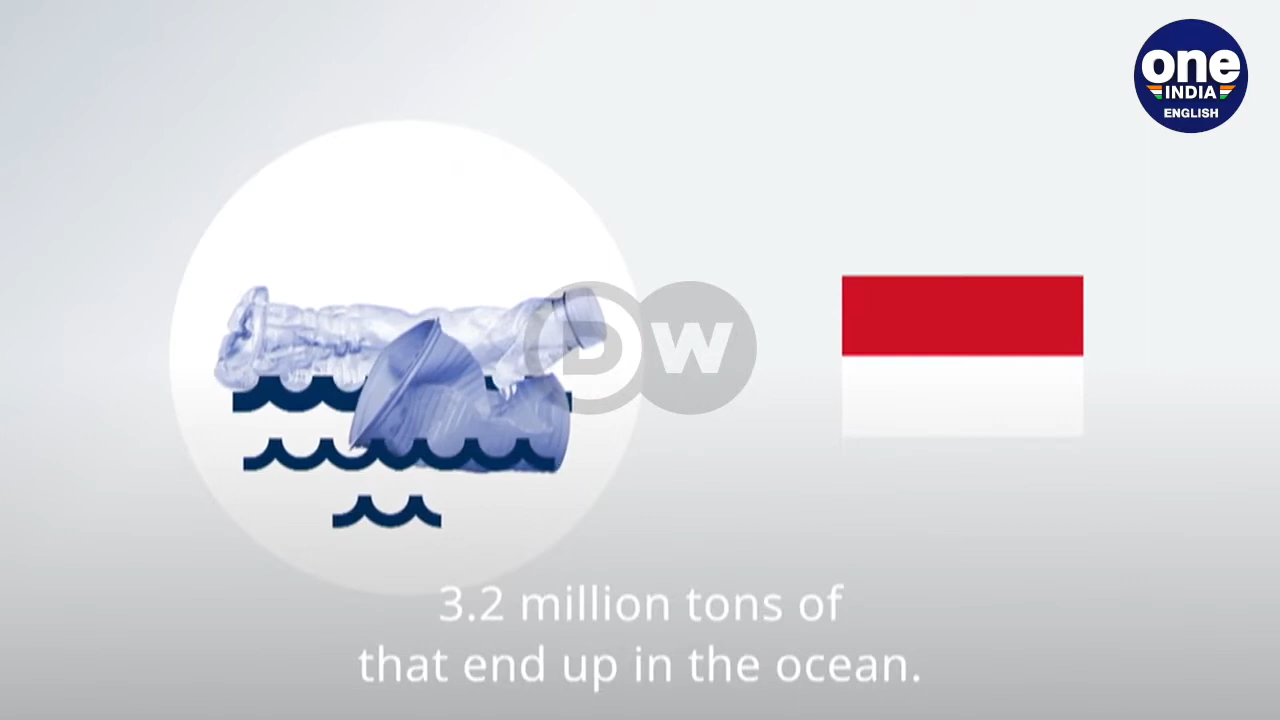 one
INDIA
ENGLISH
DW
3.2 million tons of
that end up in the ocean.